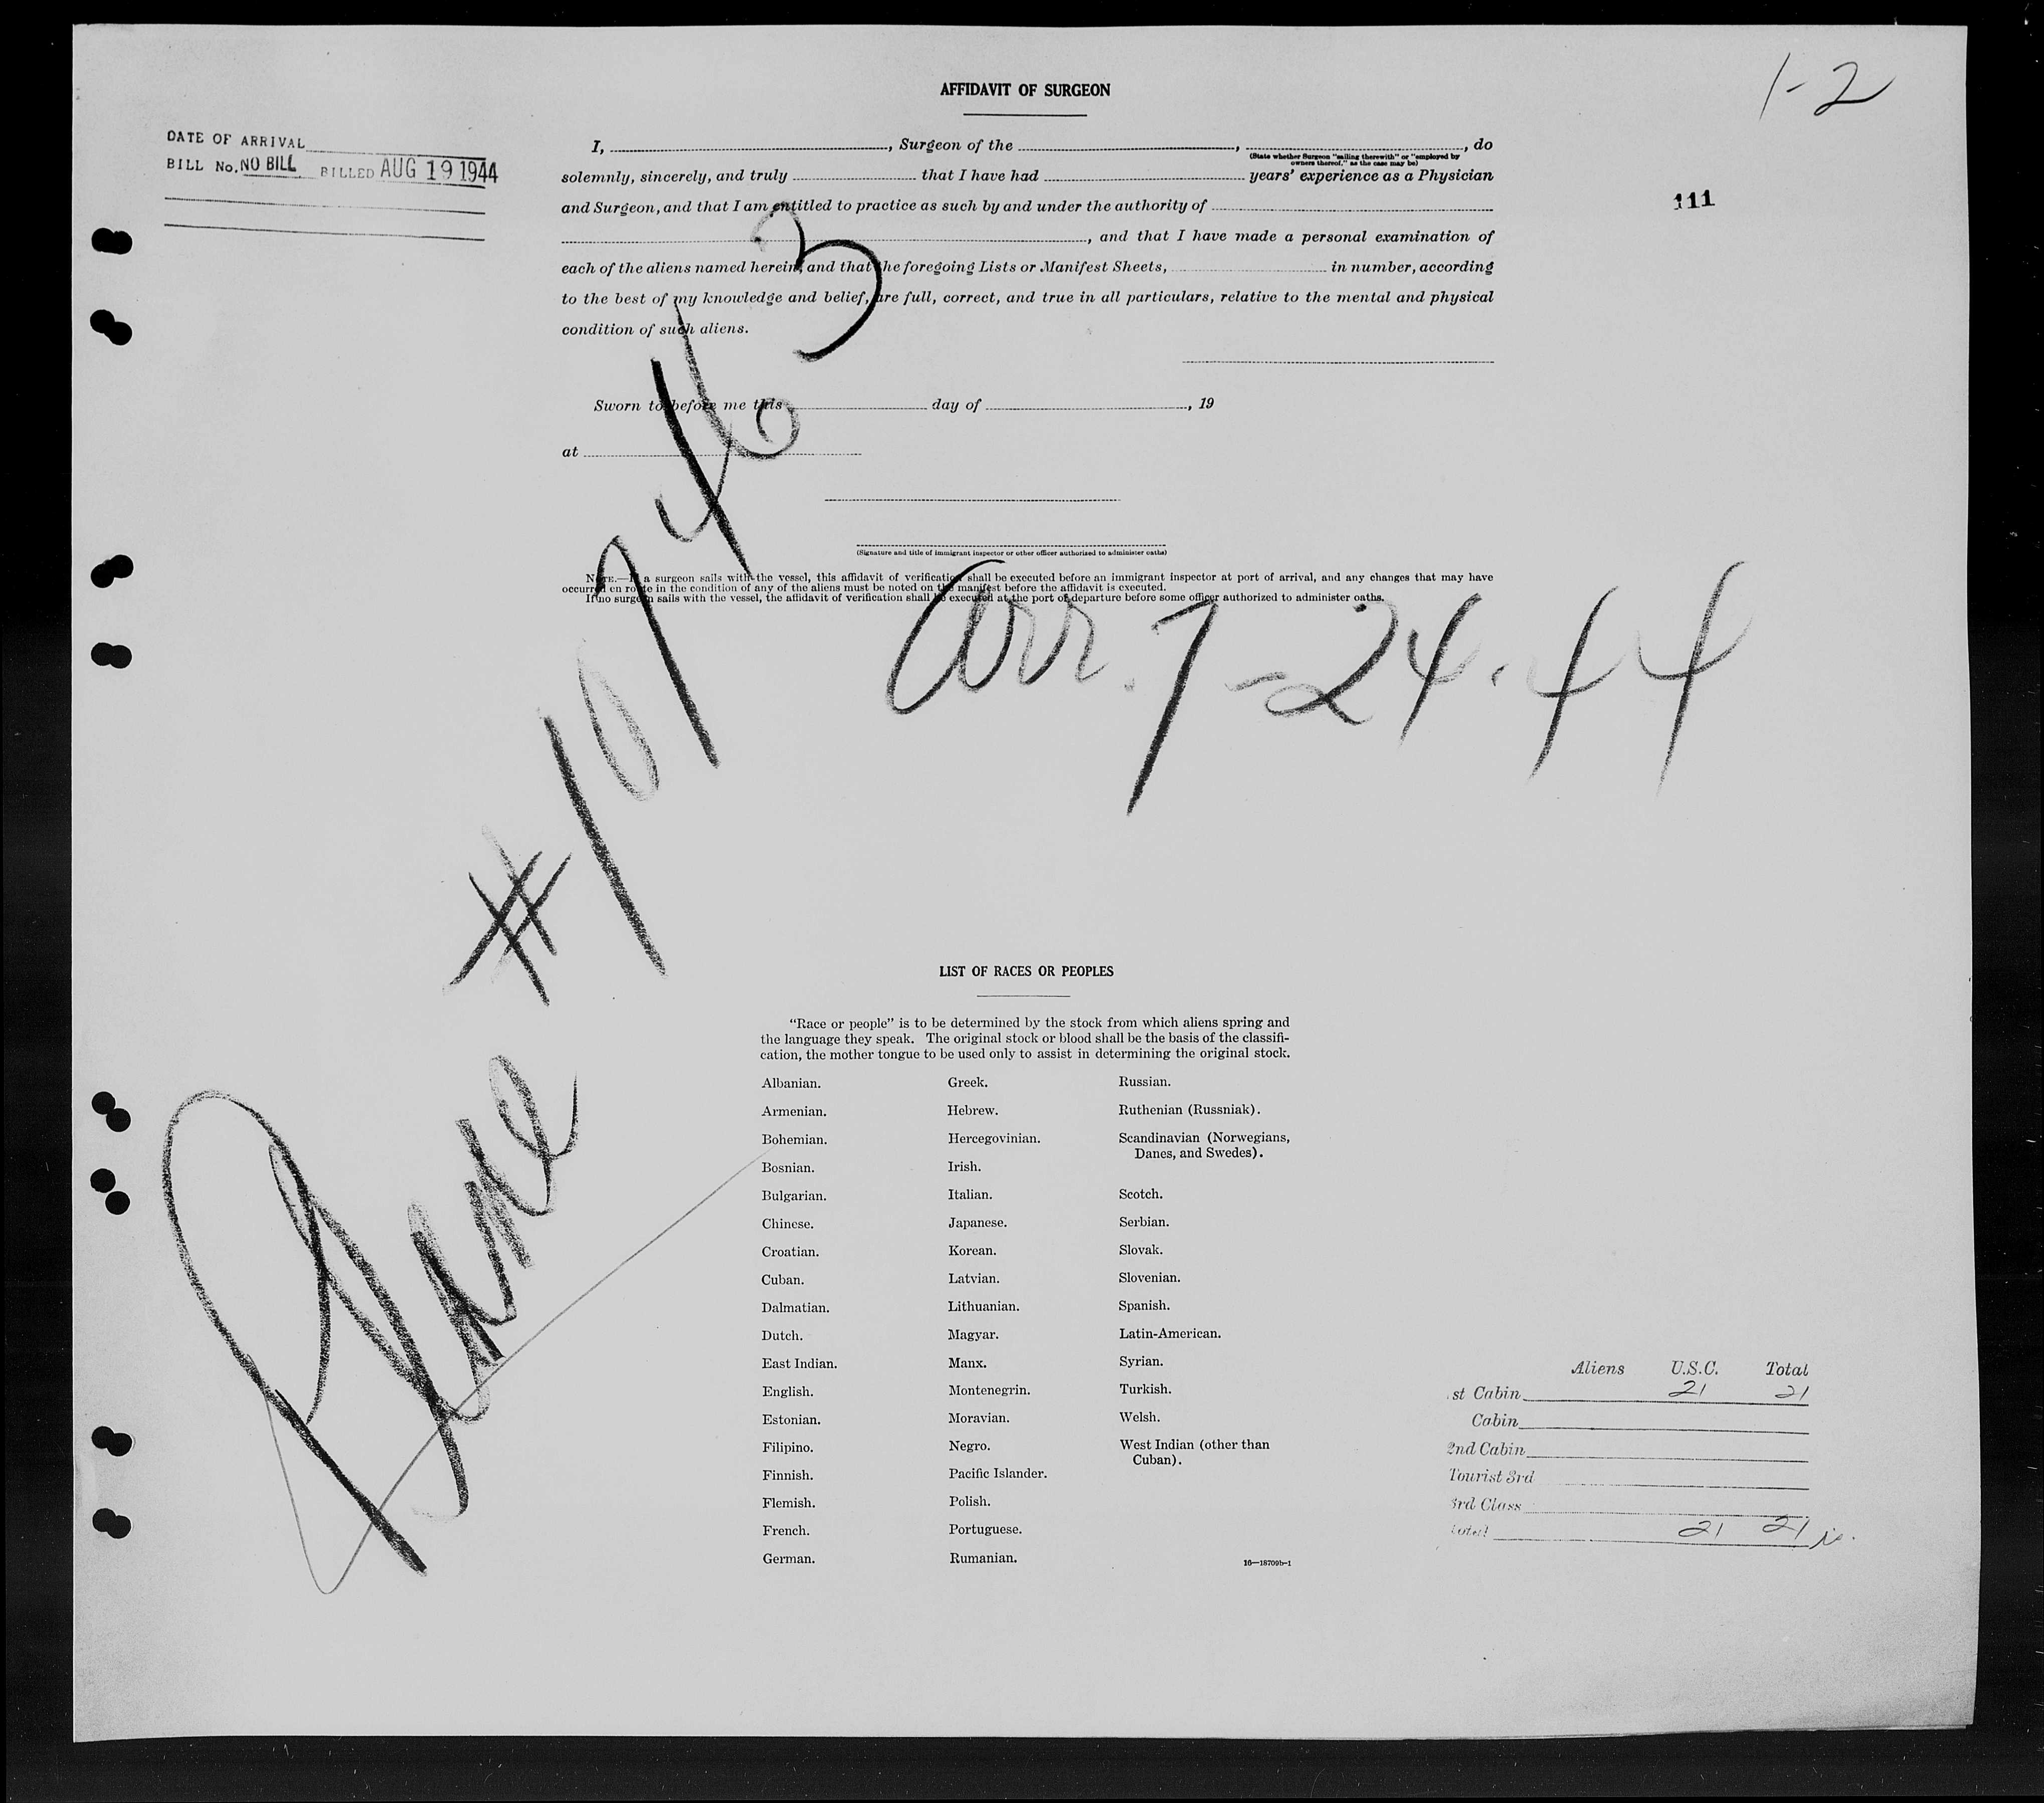 1-2
AFFIDAVIT OF SURGEON
DATE OF ARRIVAL
BILL No. NO BILL BILLED AUG 19 1944
111
I, , Surgeon of the , , do
(State whether Surgeon "sailing therewith" or "employed by
owners thereof," as the case may be)
solemnly, sincerely, and truly that I have had years' experience as a Physician
and Surgeon, and that I am entitled to practice as such by and under the authority of
, and that I have made a personal examination of
each of the aliens named herein, and that the foregoing Lists or Manifest Sheets, in number, according
to the best of my knowledge and belief, are full, correct, and true in all particulars, relative to the mental and physical
condition of such aliens.
Sworn to before me this day of , 19
at
(Signature and title of immigrant inspector or other officer authorized to administer oaths)
NOTE.—If a surgeon sails with the vessel, this affidavit of verification shall be executed before an immigrant inspector at port of arrival, and any changes that may have
occurred en route in the condition of any of the aliens must be noted on the manifest before the affidavit is executed.
If no surgeon sails with the vessel, the affidavit of verification shall be executed at the port of departure before some officer authorized to administer oaths.
Plane #107463
Arr. 7-24-44
LIST OF RACES OR PEOPLES
"Race or people" is to be determined by the stock from which aliens spring and
the language they speak. The original stock or blood shall be the basis of the classifi-
cation, the mother tongue to be used only to assist in determining the original stock.
Albanian.
Armenian.
Bohemian.
Bosnian.
Bulgarian.
Chinese.
Croatian.
Cuban.
Dalmatian.
Dutch.
East Indian.
English.
Estonian.
Filipino.
Finnish.
Flemish.
French.
German.
Greek.
Hebrew.
Hercegovinian.
Irish.
Italian.
Japanese.
Korean.
Latvian.
Lithuanian.
Magyar.
Manx.
Montenegrin.
Moravian.
Negro.
Pacific Islander.
Polish.
Portuguese.
Rumanian.
Russian.
Ruthenian (Russniak).
Scandinavian (Norwegians,
Danes, and Swedes).
Scotch.
Serbian.
Slovak.
Slovenian.
Spanish.
Latin-American.
Syrian.
Turkish.
Welsh.
West Indian (other than
Cuban).
16—18709b-1
Aliens U.S.C. Total
st Cabin 21 21
Cabin
2nd Cabin
Tourist 3rd
3rd Class
Total 21 21